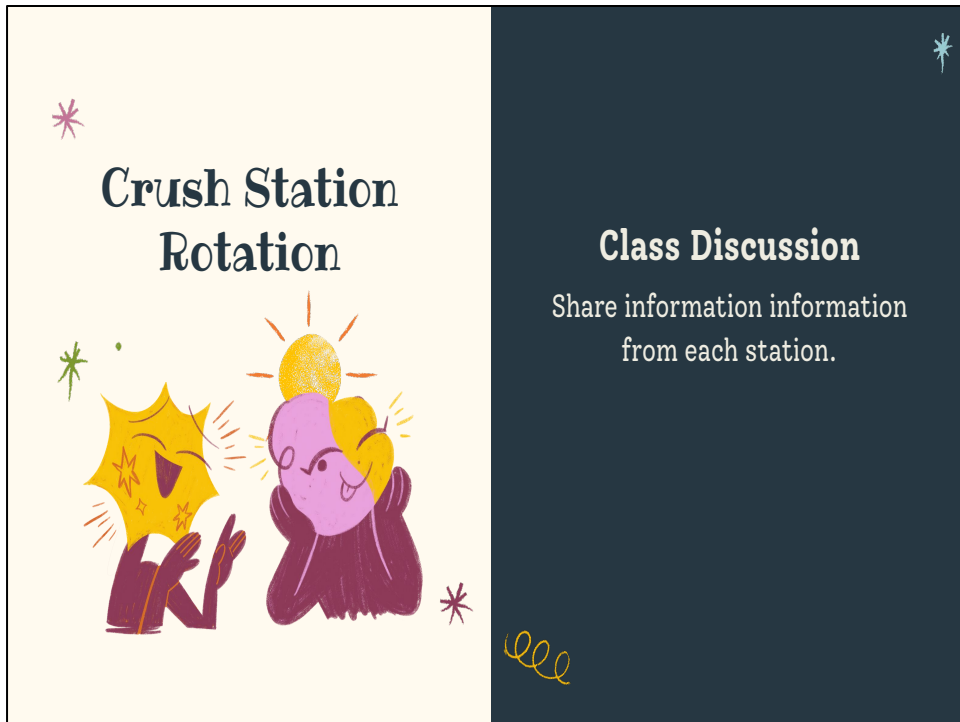 Crush Station
Rotation
Class Discussion
Share information information
from each station.